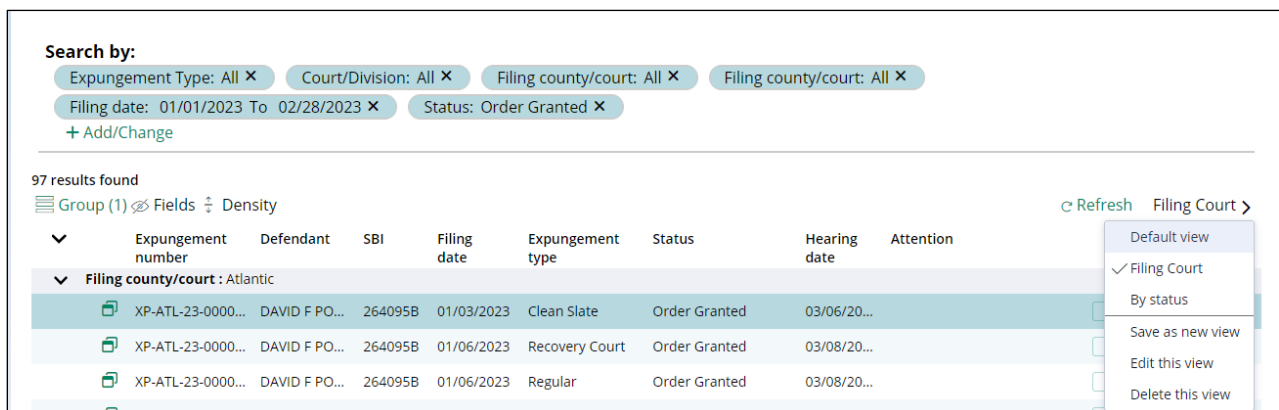 Search by:
Expungement Type: All ✕ Court/Division: All ✕ Filing county/court: All ✕ Filing county/court: All ✕
Filing date: 01/01/2023 To 02/28/2023 ✕ Status: Order Granted ✕
+ Add/Change
97 results found
Group (1) Fields Density Refresh Filing Court
Expungement number Defendant SBI Filing date Expungement type Status Hearing date Attention
Filing county/court : Atlantic
XP-ATL-23-0000... DAVID F PO... 264095B 01/03/2023 Clean Slate Order Granted 03/06/20...
XP-ATL-23-0000... DAVID F PO... 264095B 01/06/2023 Recovery Court Order Granted 03/08/20...
XP-ATL-23-0000... DAVID F PO... 264095B 01/06/2023 Regular Order Granted 03/08/20...
Default view
Filing Court
By status
Save as new view
Edit this view
Delete this view